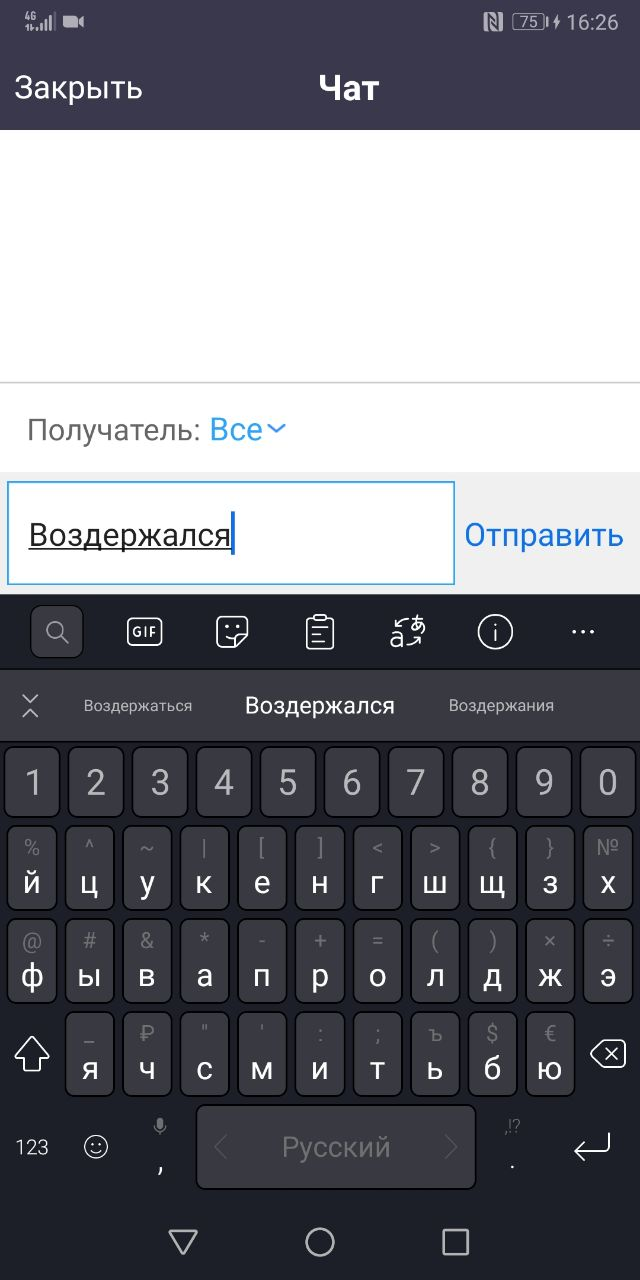 4G 75 16:26
Закрыть Чат
Получатель: Все
Воздержался Отправить
GIF
Воздержаться Воздержался Воздержания
1 2 3 4 5 6 7 8 9 0
% ^ ~ | [ ] < > { } №
й ц у к е н г ш щ з х
@ # & * - + = ( ) × ÷
ф ы в а п р о л д ж э
_ ₽ " ' : ; ъ $ €
я ч с м и т ь б ю
,!?
123 , Русский .